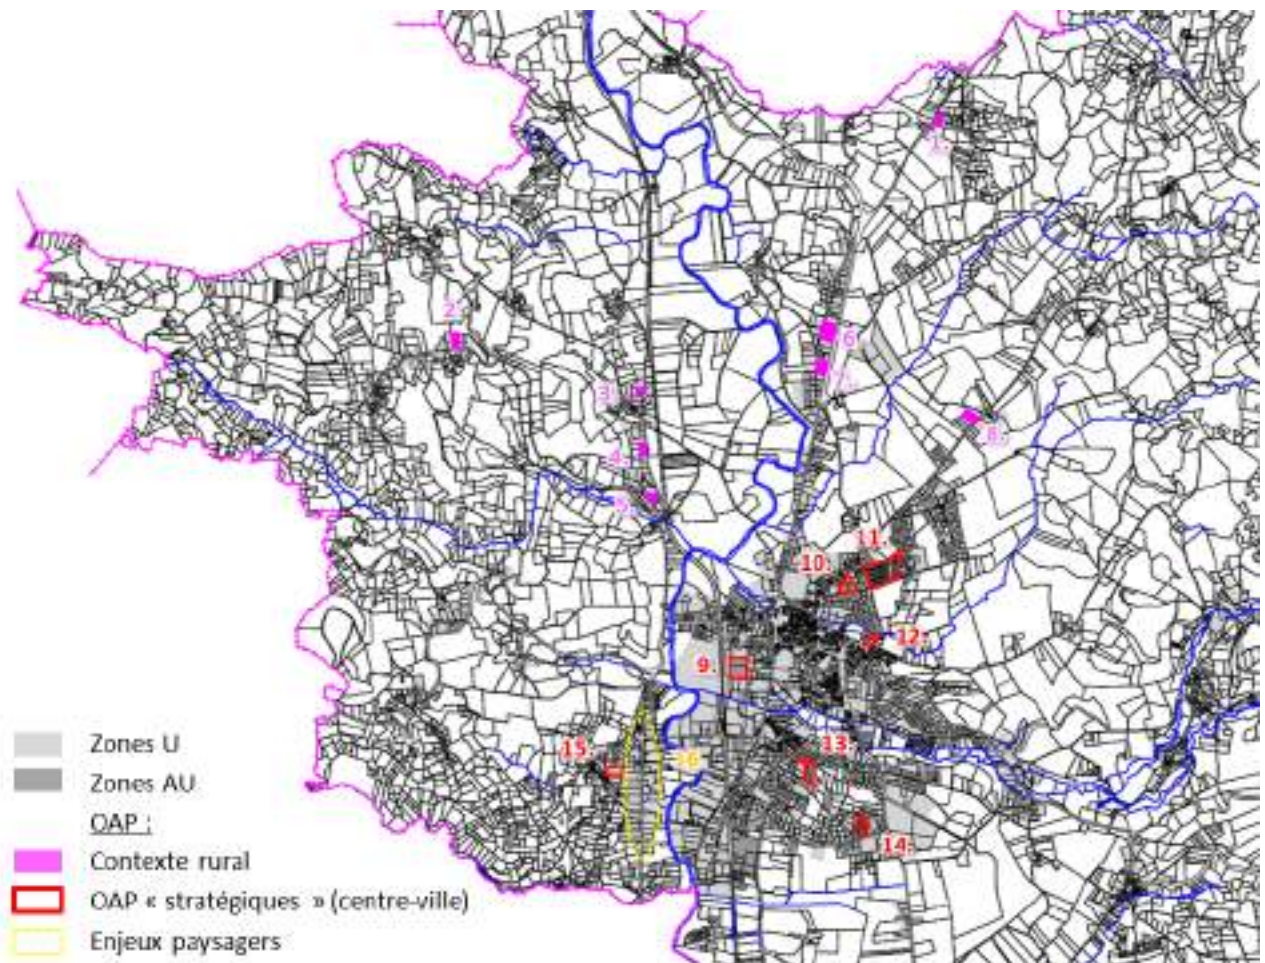 1.
2.
3.
6.
4.
8.
5.
11.
10.
12.
9.
15.
13.
16
14.
Zones U
Zones AU
OAP :
Contexte rural
OAP « stratégiques » (centre-ville)
Enjeux paysagers